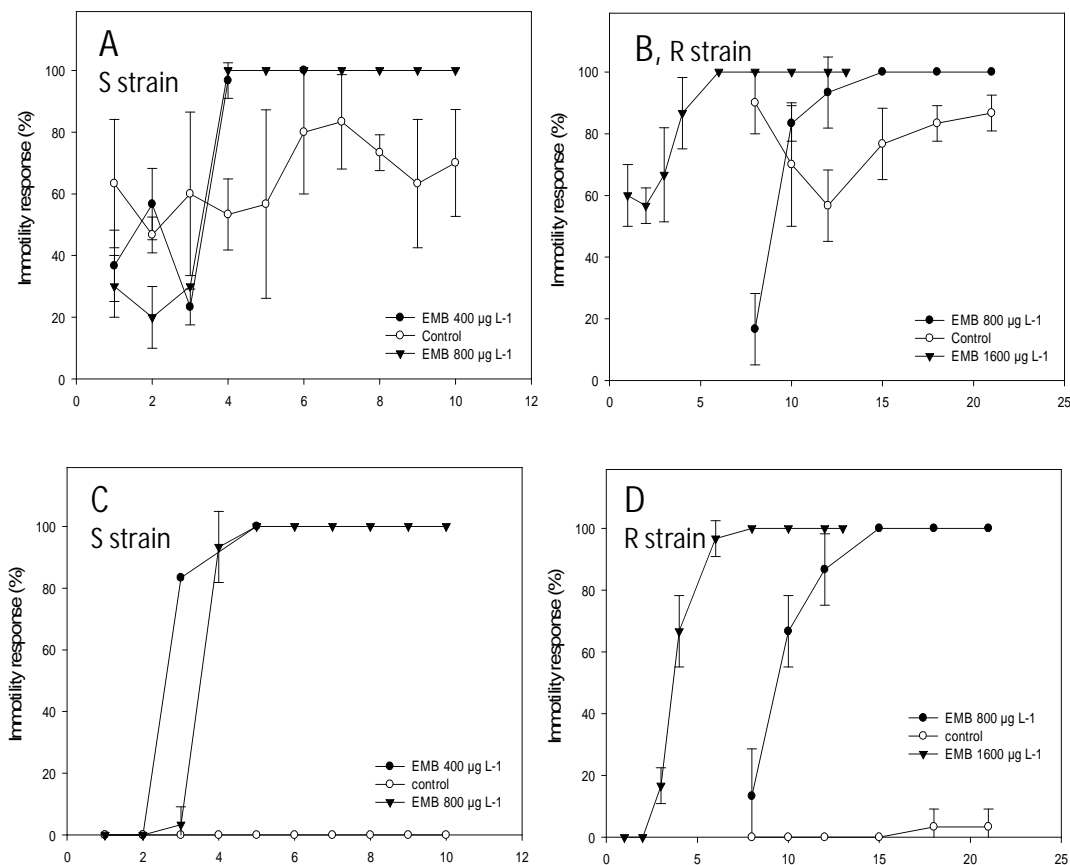 A
S strain
Immotility response (%)
100
80
60
40
20
0
EMB 400 µg L-1
Control
EMB 800 µg L-1
0 2 4 6 8 10 12
B, R strain
Immotility response (%)
100
80
60
40
20
0
EMB 800 µg L-1
Control
EMB 1600 µg L-1
0 5 10 15 20 25
C
S strain
Immotility response (%)
100
80
60
40
20
0
EMB 400 µg L-1
control
EMB 800 µg L-1
0 2 4 6 8 10 12
D
R strain
Immotility response (%)
100
80
60
40
20
0
EMB 800 µg L-1
control
EMB 1600 µg L-1
0 5 10 15 20 25